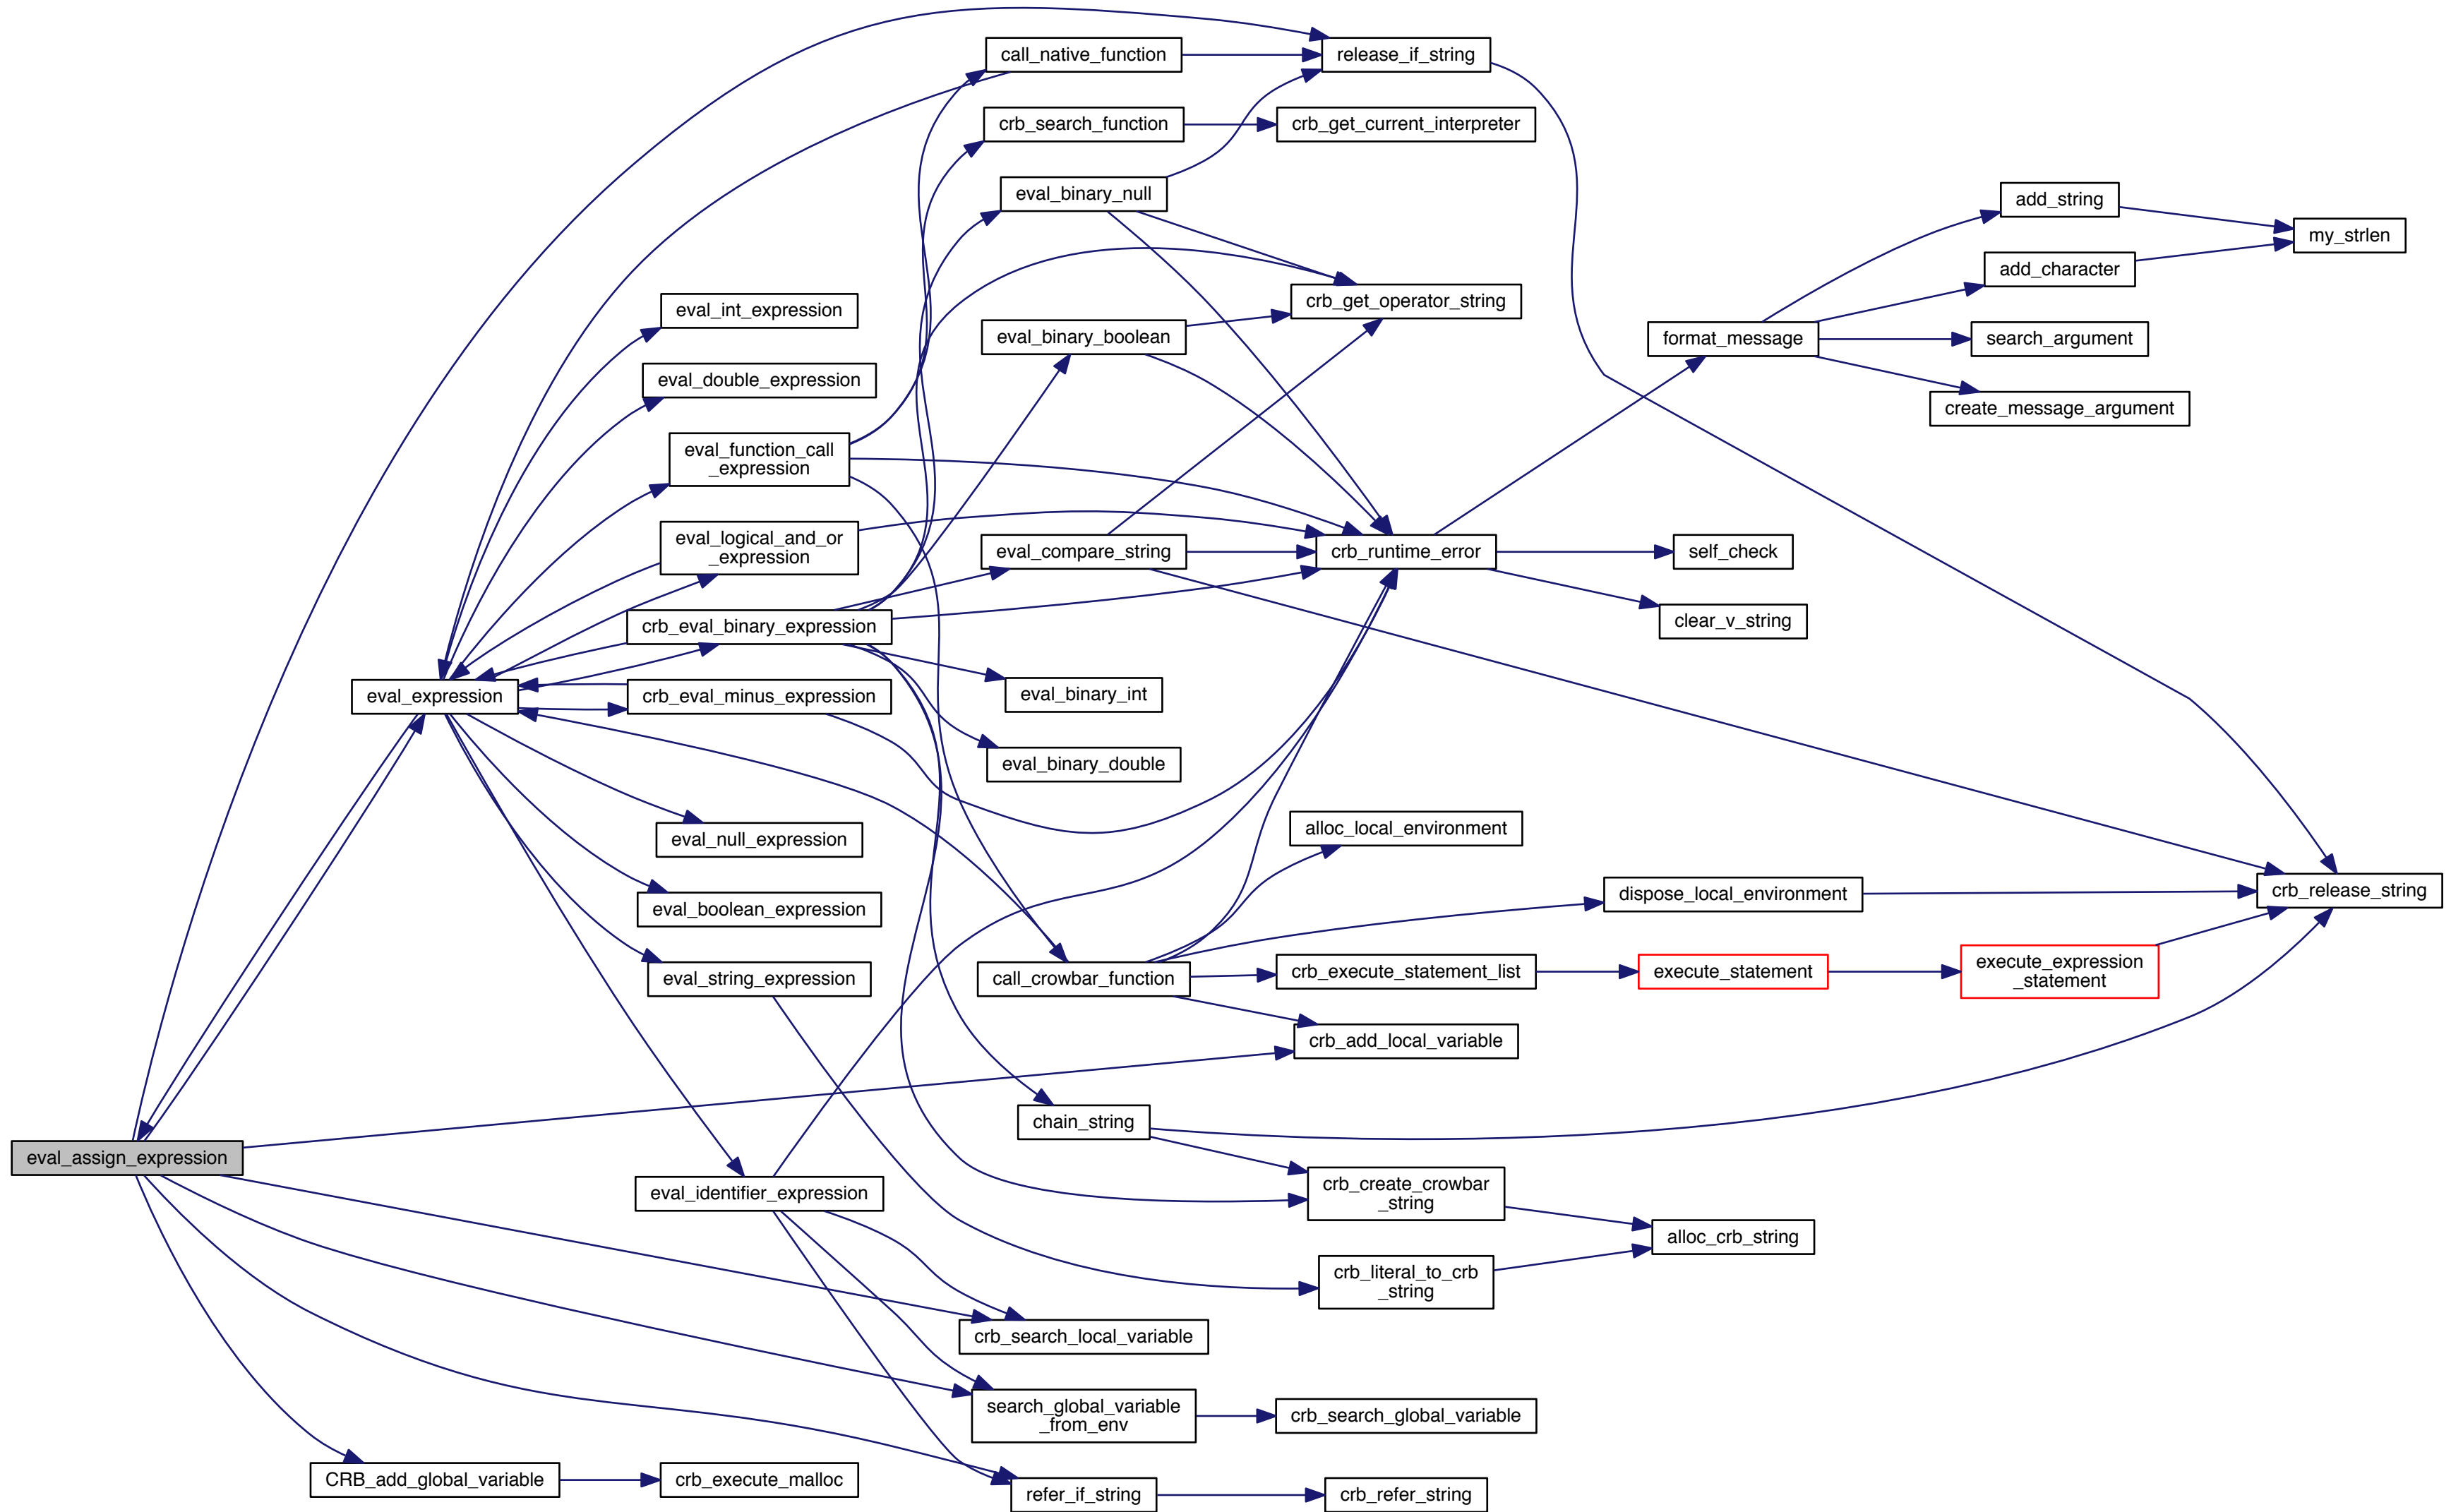 call_native_function
release_if_string
crb_search_function
crb_get_current_interpreter
eval_binary_null
add_string
my_strlen
add_character
eval_int_expression
crb_get_operator_string
eval_binary_boolean
format_message
search_argument
eval_double_expression
create_message_argument
eval_function_call
_expression
eval_logical_and_or
_expression
eval_compare_string
crb_runtime_error
self_check
crb_eval_binary_expression
clear_v_string
eval_expression
crb_eval_minus_expression
eval_binary_int
eval_binary_double
eval_null_expression
alloc_local_environment
eval_boolean_expression
dispose_local_environment
crb_release_string
eval_string_expression
call_crowbar_function
crb_execute_statement_list
execute_statement
execute_expression
_statement
crb_add_local_variable
chain_string
eval_assign_expression
eval_identifier_expression
crb_create_crowbar
_string
alloc_crb_string
crb_literal_to_crb
_string
crb_search_local_variable
search_global_variable
_from_env
crb_search_global_variable
CRB_add_global_variable
crb_execute_malloc
refer_if_string
crb_refer_string